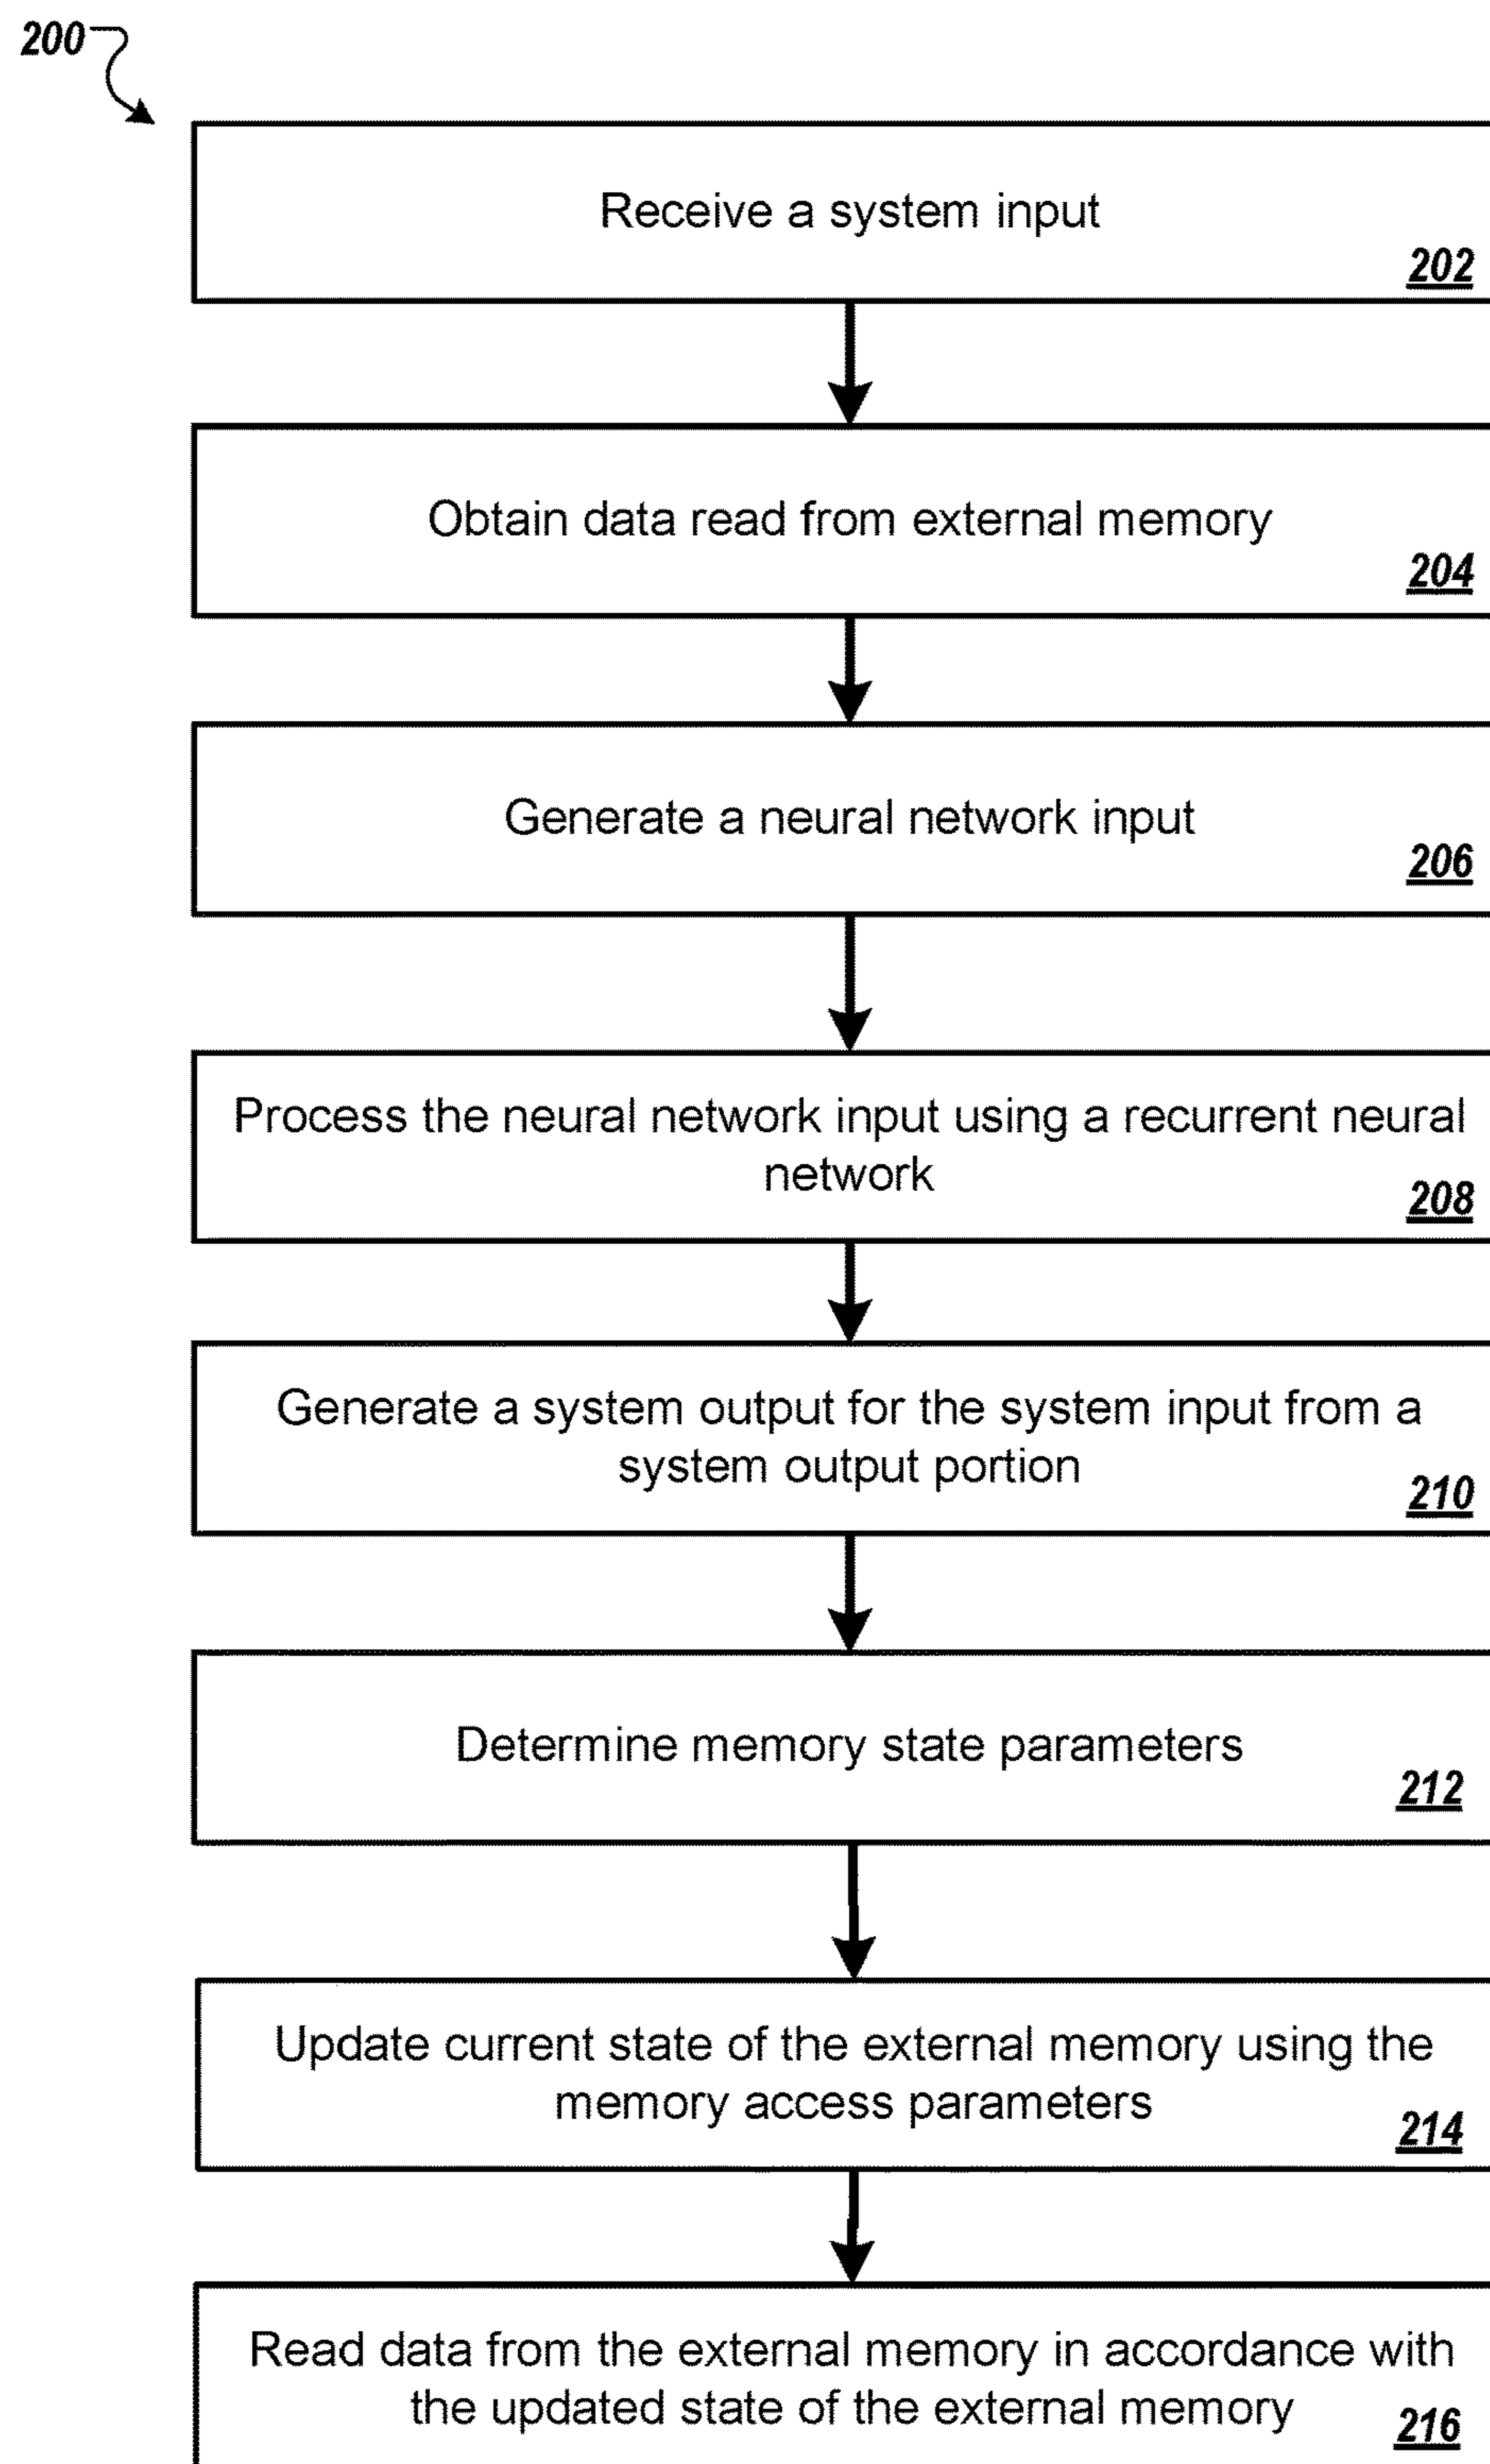 200
Receive a system input
202
Obtain data read from external memory
204
Generate a neural network input
206
Process the neural network input using a recurrent neural
network
208
Generate a system output for the system input from a
system output portion
210
Determine memory state parameters
212
Update current state of the external memory using the
memory access parameters
214
Read data from the external memory in accordance with
the updated state of the external memory
216